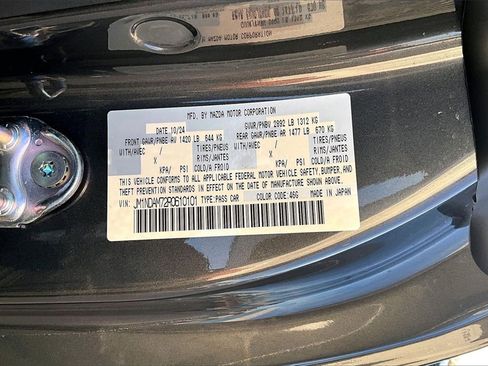 MFD. BY MAZDA MOTOR CORPORATION
DATE: 10/24 GVWR/PNBV 2892 LB 1312 KG
FRONT GAWR/PNBE AV 1420 LB 644 KG REAR GAWR/PNBE AR 1477 LB 670 KG
WITH/AVEC TIRES/PNEUS WITH/AVEC TIRES/PNEUS
X RIMS/JANTES X RIMS/JANTES
X X
KPA/ PSI COLD/A FROID KPA/ PSI COLD/A FROID
THIS VEHICLE CONFORMS TO ALL APPLICABLE FEDERAL MOTOR VEHICLE SAFETY, BUMPER, AND
THEFT PREVENTION STANDARDS IN EFFECT ON THE DATE OF MANUFACTURE SHOWN ABOVE.
VIN: JM1NDAM72R0610101 TYPE: PASS CAR COLOR CODE: 46G MADE IN JAPAN